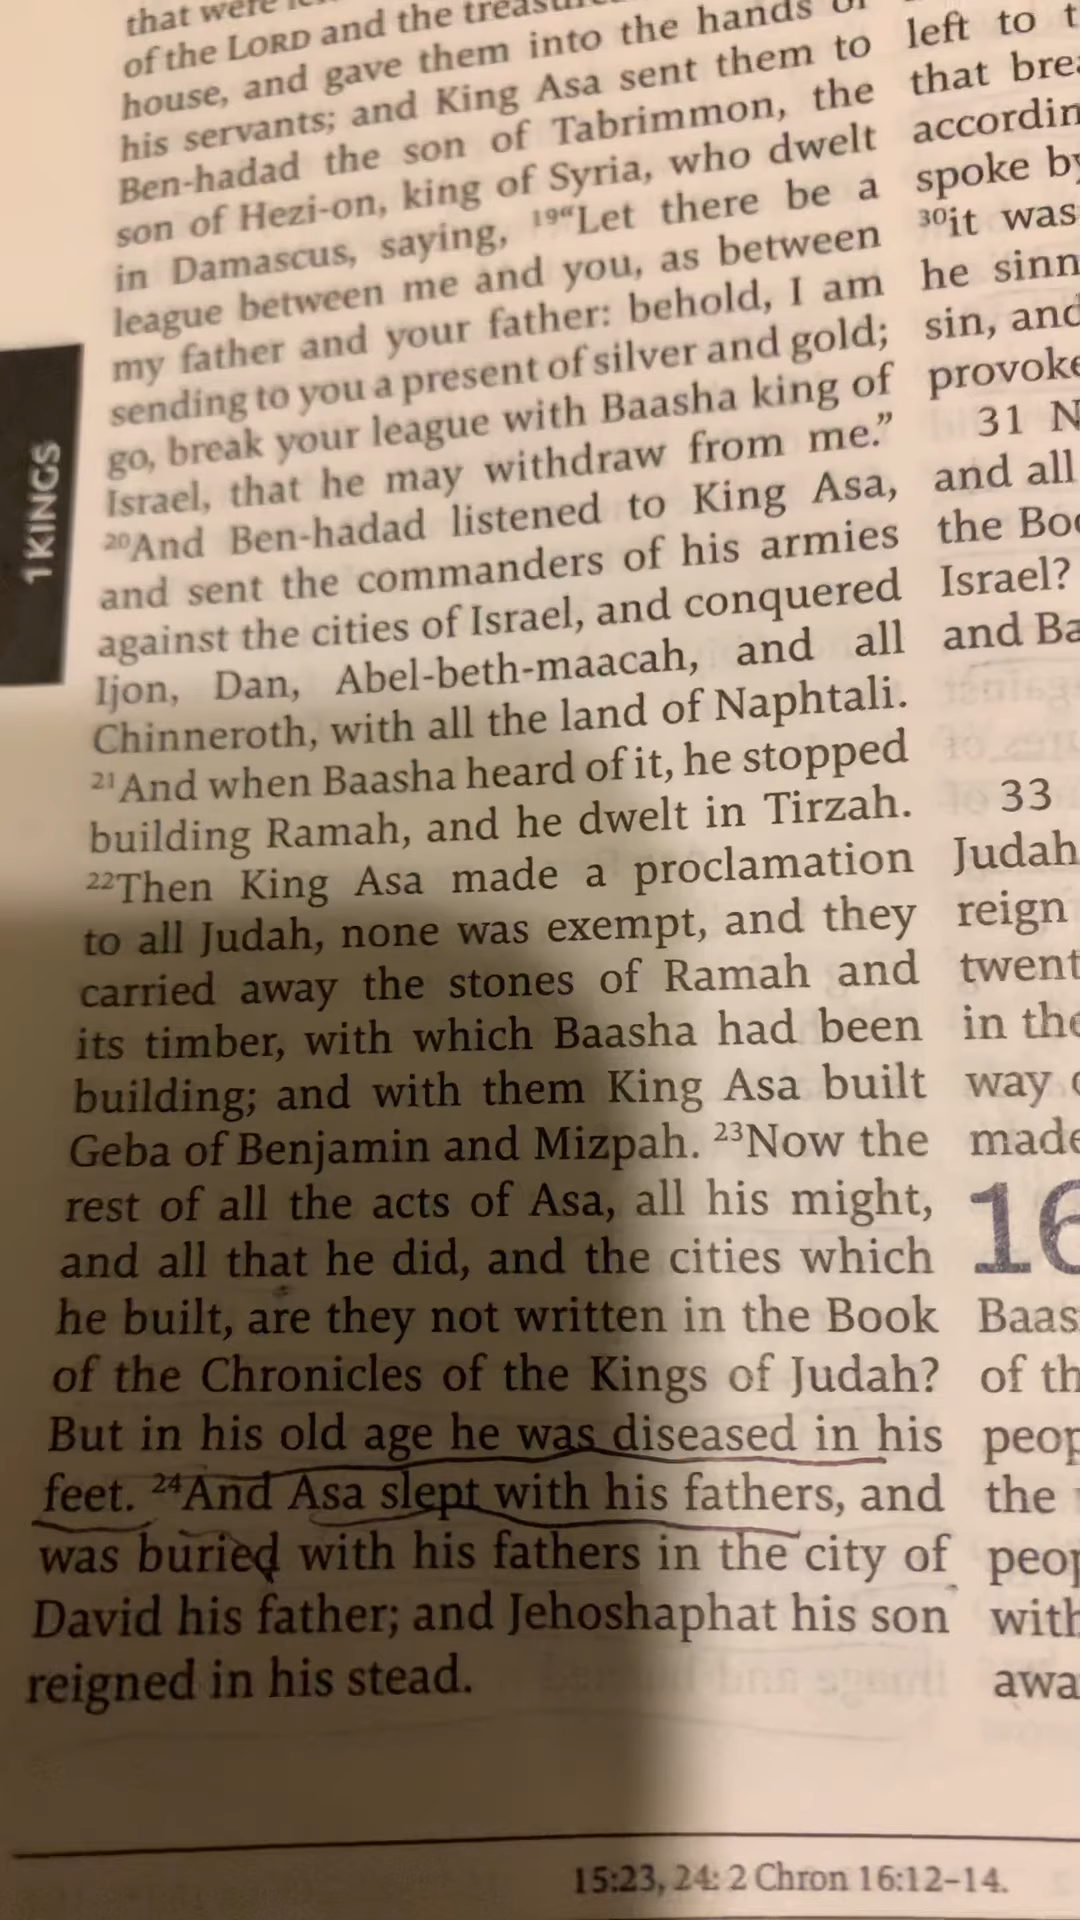 that were
of the LORD and the
house, and gave them into the hands of
his servants; and King Asa sent them to
Ben-hadad the son of Tabrimmon, the
son of Hezi-on, king of Syria, who dwelt
in Damascus, saying, 19“Let there be a
league between me and you, as between
my father and your father: behold, I am
sending to you a present of silver and gold;
go, break your league with Baasha king of
Israel, that he may withdraw from me.”
20And Ben-hadad listened to King Asa,
and sent the commanders of his armies
against the cities of Israel, and conquered
Ijon, Dan, Abel-beth-maacah, and all
Chinneroth, with all the land of Naphtali.
21And when Baasha heard of it, he stopped
building Ramah, and he dwelt in Tirzah.
22Then King Asa made a proclamation
to all Judah, none was exempt, and they
carried away the stones of Ramah and
its timber, with which Baasha had been
building; and with them King Asa built
Geba of Benjamin and Mizpah. 23Now the
rest of all the acts of Asa, all his might,
and all that he did, and the cities which
he built, are they not written in the Book
of the Chronicles of the Kings of Judah?
But in his old age he was diseased in his
feet. 24And Asa slept with his fathers, and
was buried with his fathers in the city of
David his father; and Jehoshaphat his son
reigned in his stead.
1 KINGS
left to
that
spoke by
30it was
he
sin, and
31
and all
the
Israel?
and
33
Judah
reign
in the
way
made
16
of
the
with
15:23, 24: 2 Chron 16:12–14.